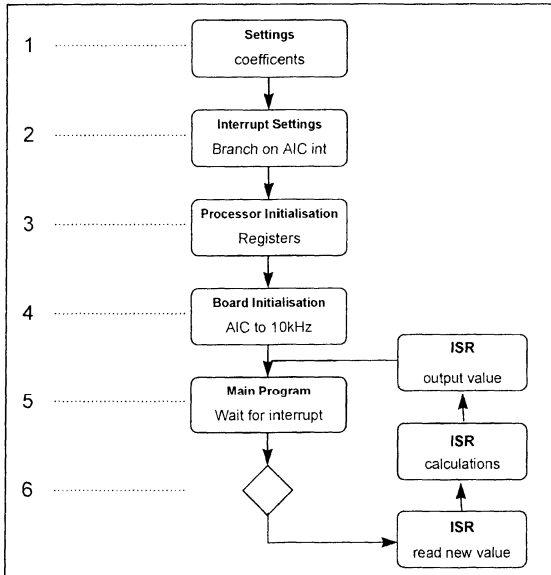 1
Settings
coefficents
2
Interrupt Settings
Branch on AIC int
3
Processor Initialisation
Registers
4
Board Initialisation
AIC to 10kHz
5
Main Program
Wait for interrupt
6
ISR
output value
ISR
calculations
ISR
read new value